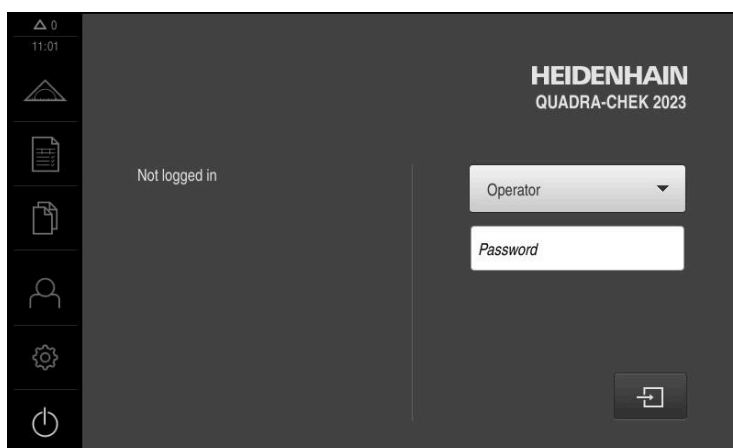 0
11:01
HEIDENHAIN
QUADRA-CHEK 2023
Not logged in
Operator
Password